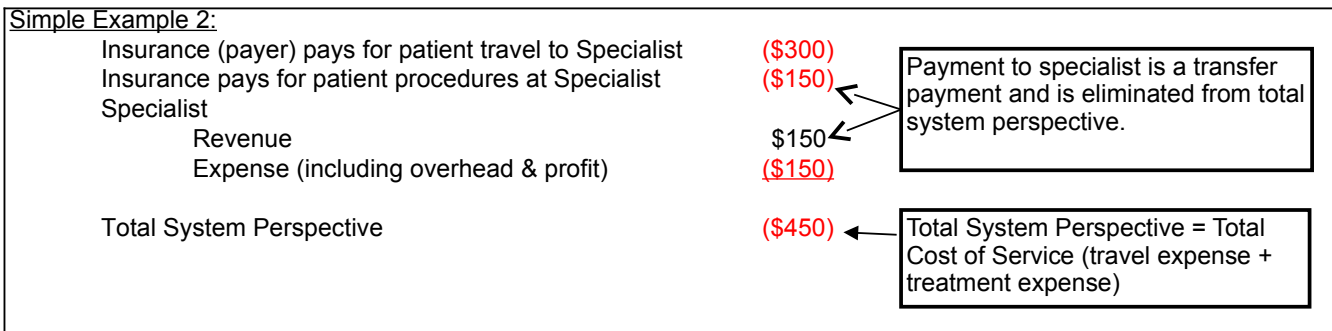 Simple Example 2:
Insurance (payer) pays for patient travel to Specialist ($300)
Insurance pays for patient procedures at Specialist ($150)
Specialist
Revenue $150
Expense (including overhead & profit) ($150)
Payment to specialist is a transfer
payment and is eliminated from total
system perspective.
Total System Perspective ($450)
Total System Perspective = Total
Cost of Service (travel expense +
treatment expense)